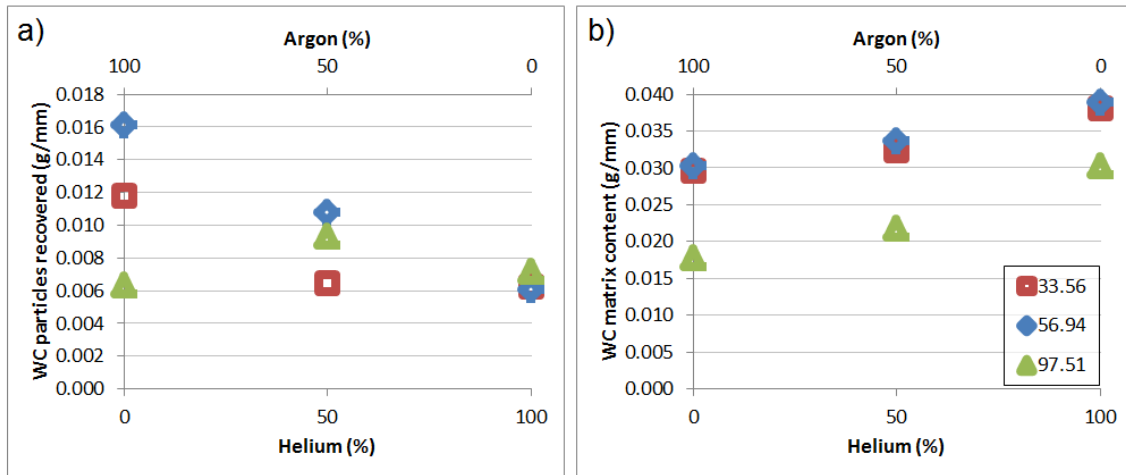 a)
Argon (%)
100 50 0
WC particles recovered (g/mm)
0.018
0.016
0.014
0.012
0.010
0.008
0.006
0.004
0.002
0.000
0 50 100
Helium (%)
b)
Argon (%)
100 50 0
WC matrix content (g/mm)
0.040
0.035
0.030
0.025
0.020
0.015
0.010
0.005
0.000
33.56
56.94
97.51
0 50 100
Helium (%)